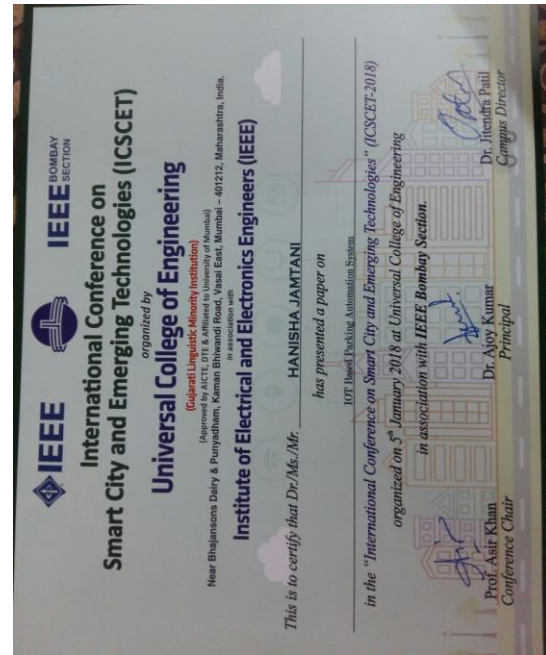 IEEE
IEEE BOMBAY SECTION
International Conference on
Smart City and Emerging Technologies (ICSCET)
organized by
Universal College of Engineering
(Gujarati Linguistic Minority Institution)
(Approved by AICTE, DTE & Affiliated to University of Mumbai)
Near Bhajansons Dairy & Punyadham, Kaman Bhiwandi Road, Vasai East, Mumbai – 401212, Maharashtra, India.
in association with
Institute of Electrical and Electronics Engineers (IEEE)
This is to certify that Dr./Ms./Mr. HANISHA JAMTANI
has presented a paper on
IOT Based Parking Automation System
in the "International Conference on Smart City and Emerging Technologies" (ICSCET-2018)
organized on 5th January 2018 at Universal College of Engineering
in association with IEEE Bombay Section.
Prof. Asir Khan
Conference Chair
Dr. Ajoy Kumar
Principal
Dr. Jitendra Patil
Campus Director